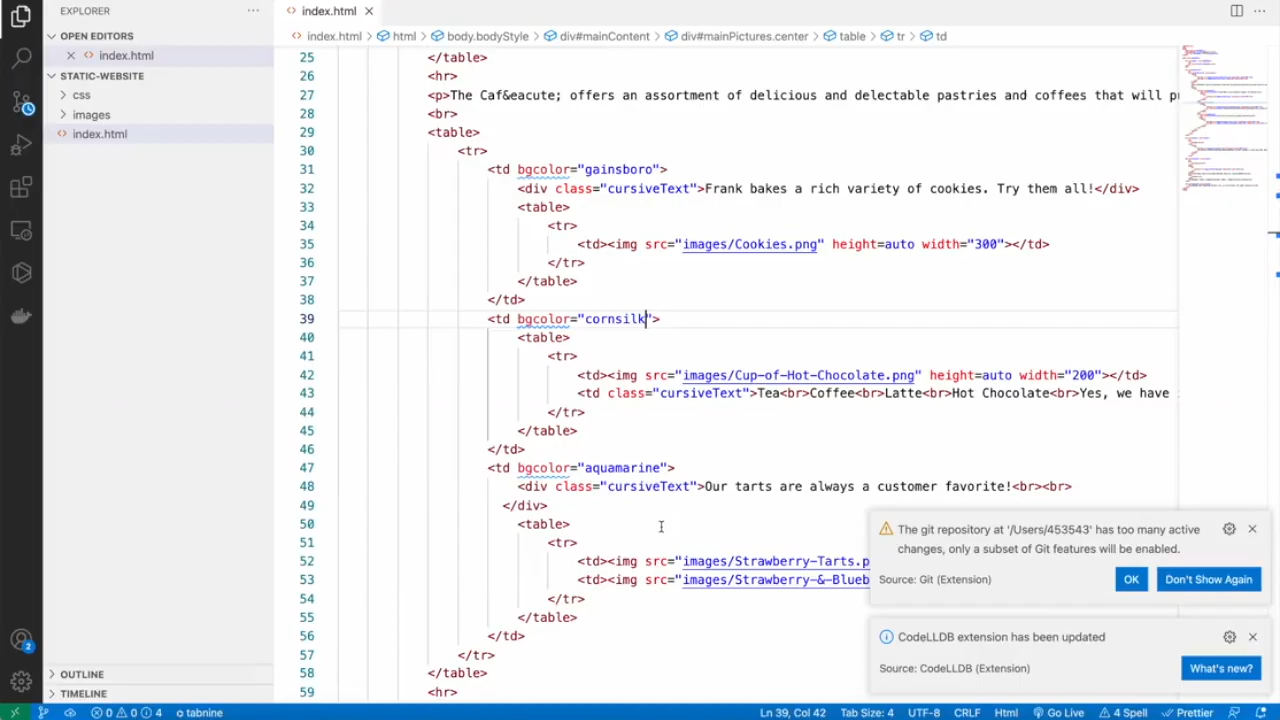 EXPLORER
OPEN EDITORS
index.html
STATIC-WEBSITE
css
images
index.html
OUTLINE
TIMELINE
index.html
index.html > html > body.bodyStyle > div#mainContent > div#mainPictures.center > table > tr > td
25 </table>
26 <hr>
27 <p>The Café offers an assortment of delicious and delectable pastries and coffees that will
28 <br>
29 <table>
30 <tr>
31 <td bgcolor="gainsboro">
32 <div class="cursiveText">Frank bakes a rich variety of cookies. Try them all!</div>
33 <table>
34 <tr>
35 <td><img src="images/Cookies.png" height=auto width="300"></td>
36 </tr>
37 </table>
38 </td>
39 <td bgcolor="cornsilk">
40 <table>
41 <tr>
42 <td><img src="images/Cup-of-Hot-Chocolate.png" height=auto width="200"></td>
43 <td class="cursiveText">Tea<br>Coffee<br>Latte<br>Hot Chocolate<br>Yes, we have
44 </tr>
45 </table>
46 </td>
47 <td bgcolor="aquamarine">
48 <div class="cursiveText">Our tarts are always a customer favorite!<br><br>
49 </div>
50 <table>
51 <tr>
52 <td><img src="images/Strawberry-Tarts.p
53 <td><img src="images/Strawberry-&-Blueb
54 </tr>
55 </table>
56 </td>
57 </tr>
58 </table>
59 <hr>
The git repository at '/Users/453543' has too many active
changes, only a subset of Git features will be enabled.
Source: Git (Extension)
OK
Don't Show Again
CodeLLDB extension has been updated
Source: CodeLLDB (Extension)
What's new?
2
0 0 4 tabnine Ln 39, Col 42 Tab Size: 4 UTF-8 CRLF Html Go Live 4 Spell Prettier